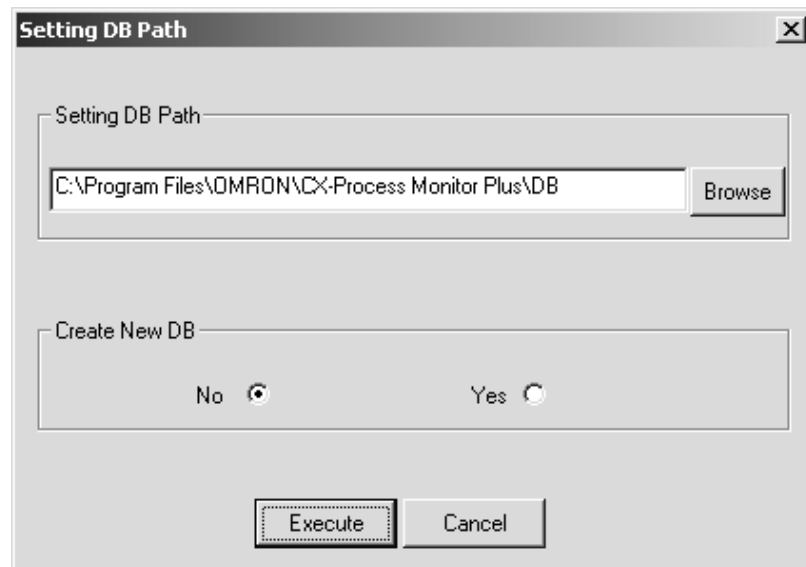 Setting DB Path
Setting DB Path
C:\Program Files\OMRON\CX-Process Monitor Plus\DB
Browse
Create New DB
No Yes
Execute Cancel